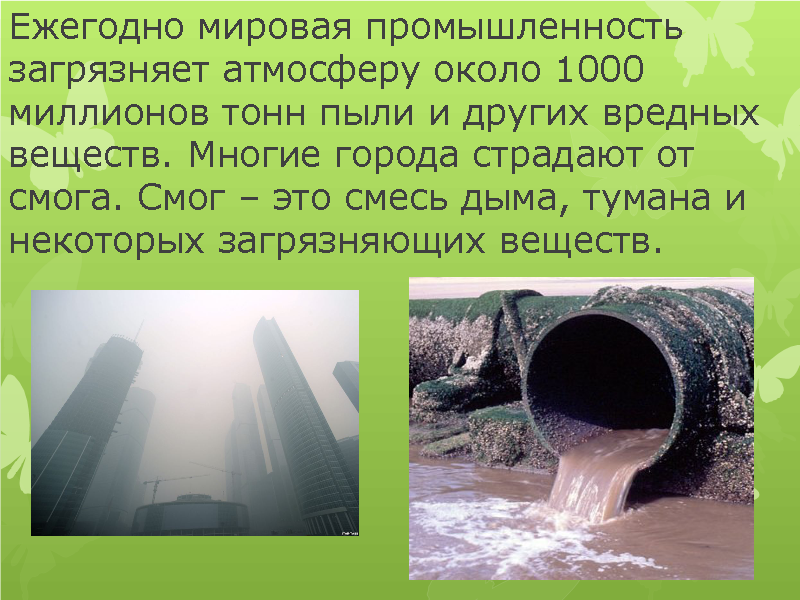 Ежегодно мировая промышленность
загрязняет атмосферу около 1000
миллионов тонн пыли и других вредных
веществ. Многие города страдают от
смога. Смог – это смесь дыма, тумана и
некоторых загрязняющих веществ.